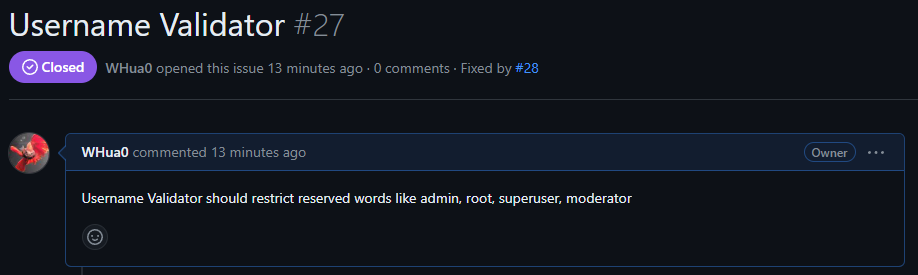 Username Validator #27
Closed WHua0 opened this issue 13 minutes ago · 0 comments · Fixed by #28
WHua0 commented 13 minutes ago Owner
Username Validator should restrict reserved words like admin, root, superuser, moderator